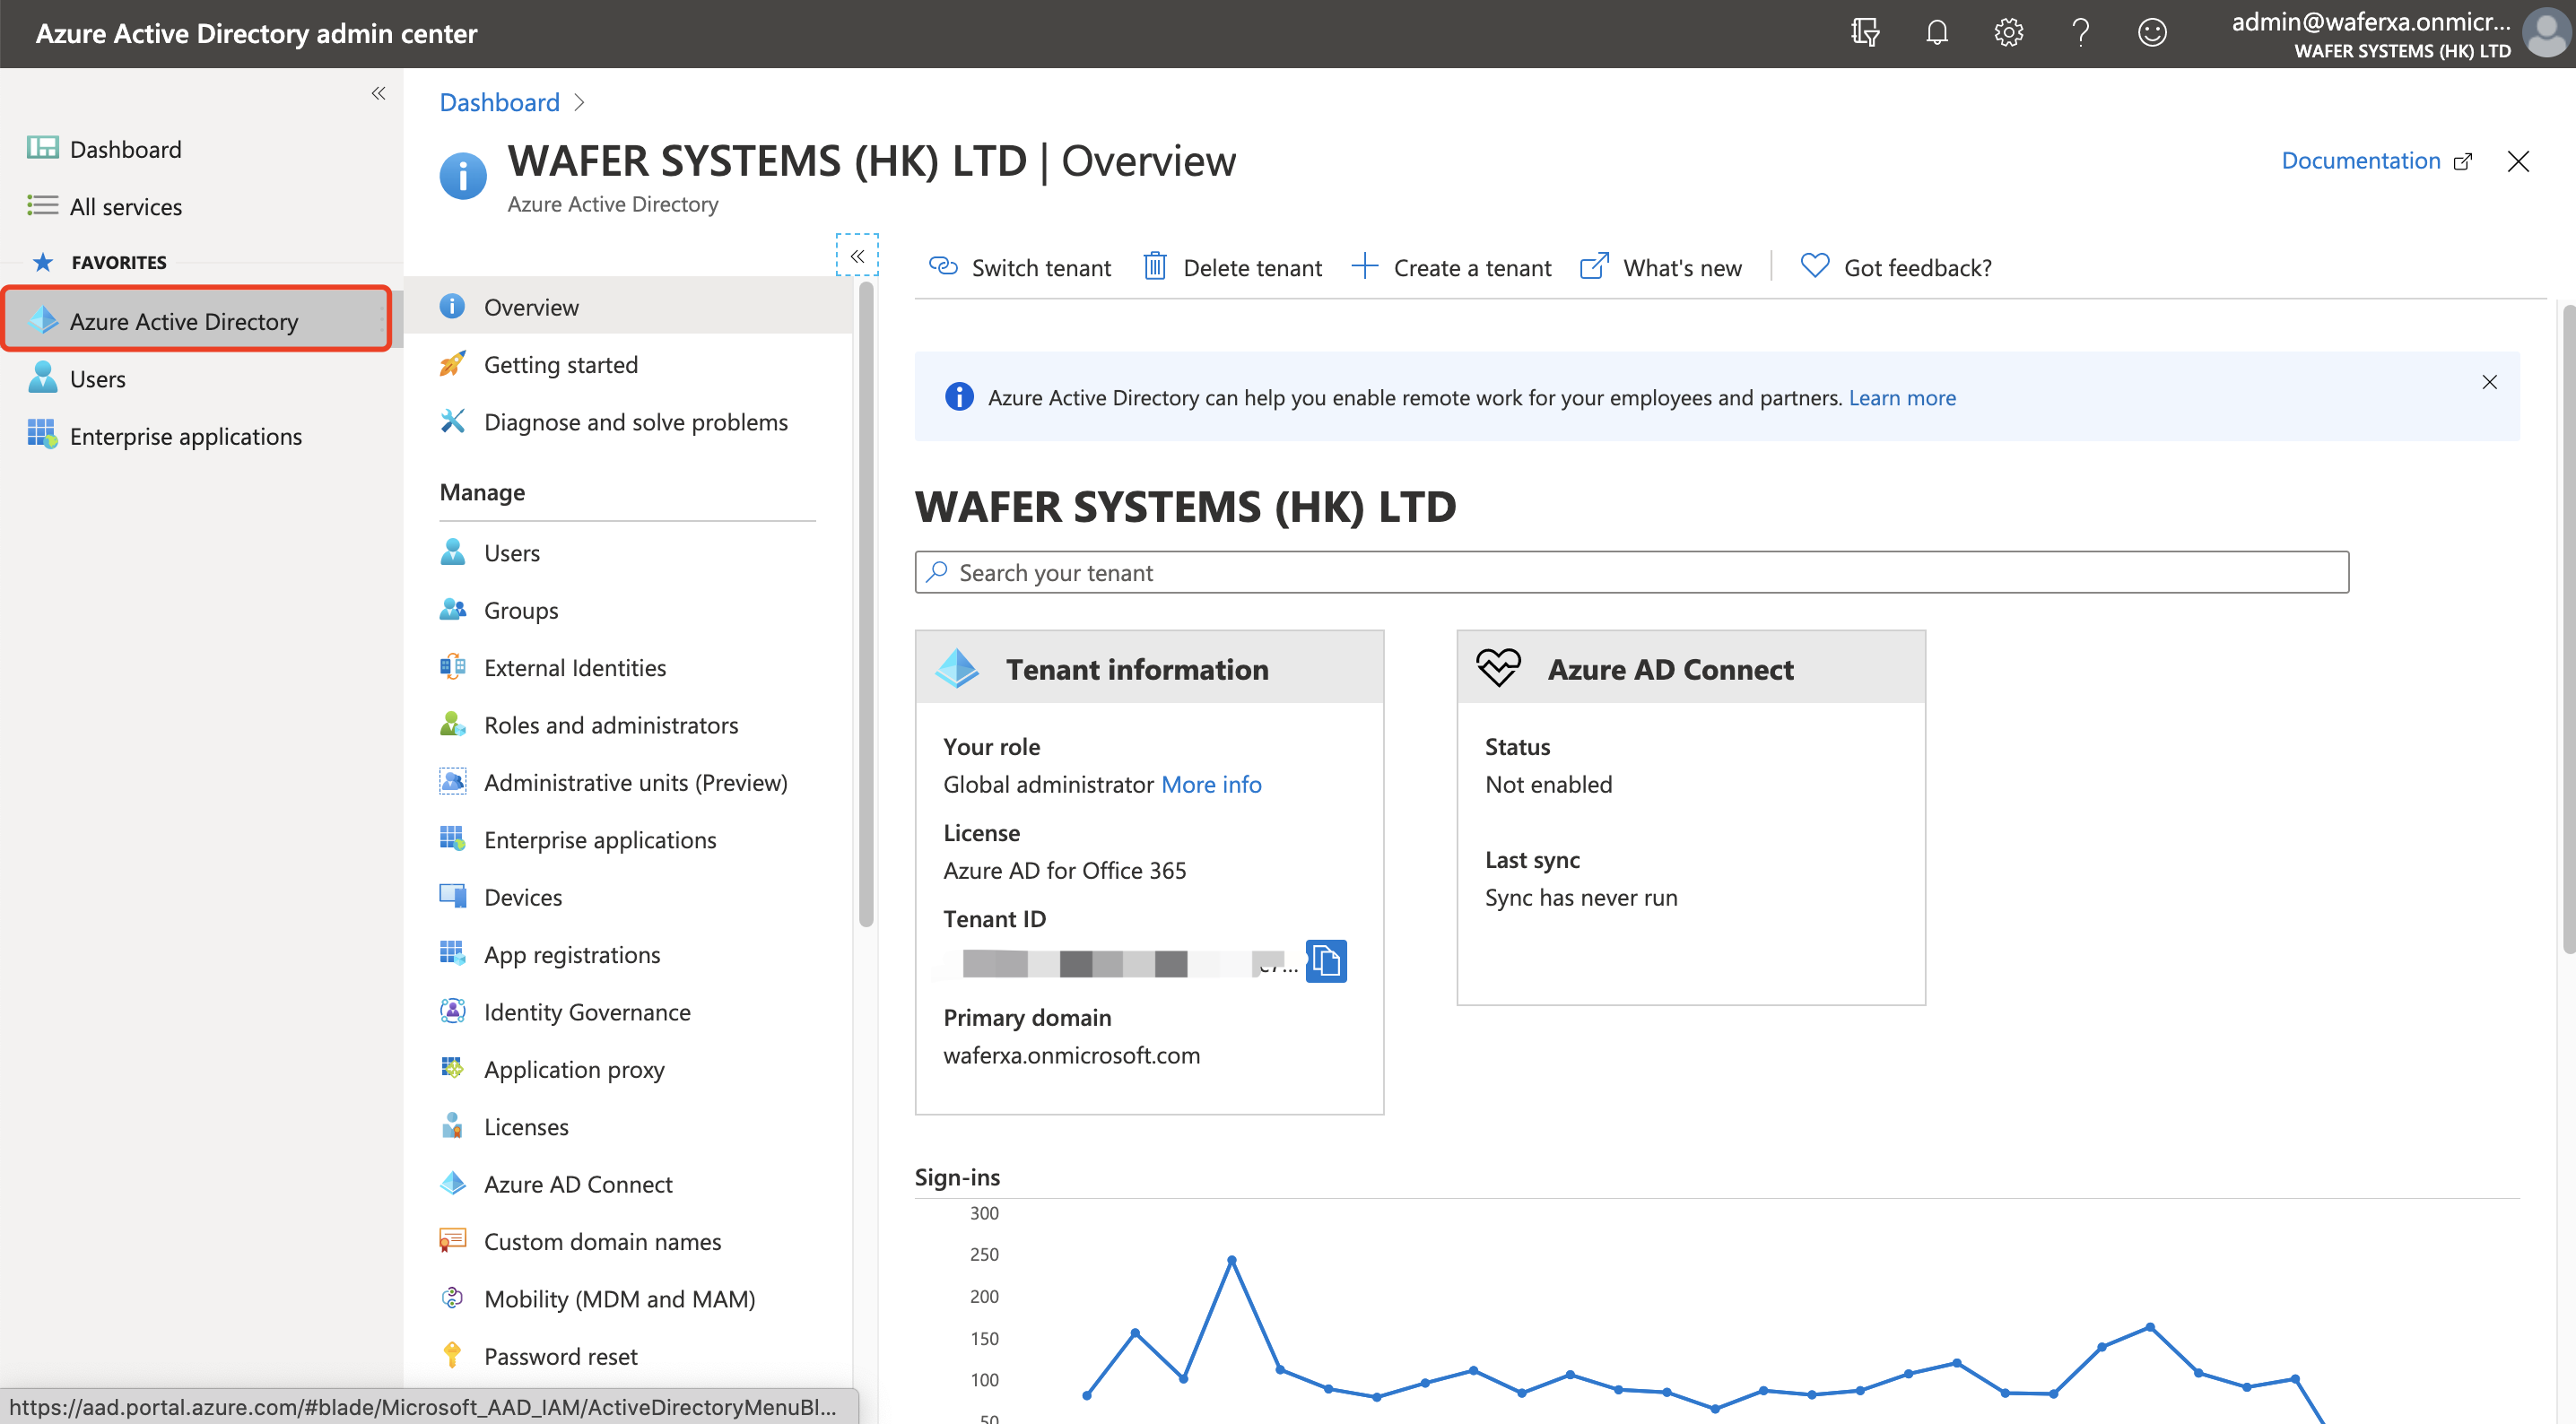 Azure Active Directory admin center
admin@waferxa.onmicr...
WAFER SYSTEMS (HK) LTD
Dashboard
All services
FAVORITES
Azure Active Directory
Users
Enterprise applications
Dashboard
WAFER SYSTEMS (HK) LTD | Overview
Azure Active Directory
Documentation
Overview
Getting started
Diagnose and solve problems
Manage
Users
Groups
External Identities
Roles and administrators
Administrative units (Preview)
Enterprise applications
Devices
App registrations
Identity Governance
Application proxy
Licenses
Azure AD Connect
Custom domain names
Mobility (MDM and MAM)
Password reset
Switch tenant
Delete tenant
Create a tenant
What's new
Got feedback?
Azure Active Directory can help you enable remote work for your employees and partners. Learn more
WAFER SYSTEMS (HK) LTD
Search your tenant
Tenant information
Your role
Global administrator More info
License
Azure AD for Office 365
Tenant ID
Primary domain
waferxa.onmicrosoft.com
Azure AD Connect
Status
Not enabled
Last sync
Sync has never run
Sign-ins
300
250
200
150
100
50
https://aad.portal.azure.com/#blade/Microsoft_AAD_IAM/ActiveDirectoryMenuBl...